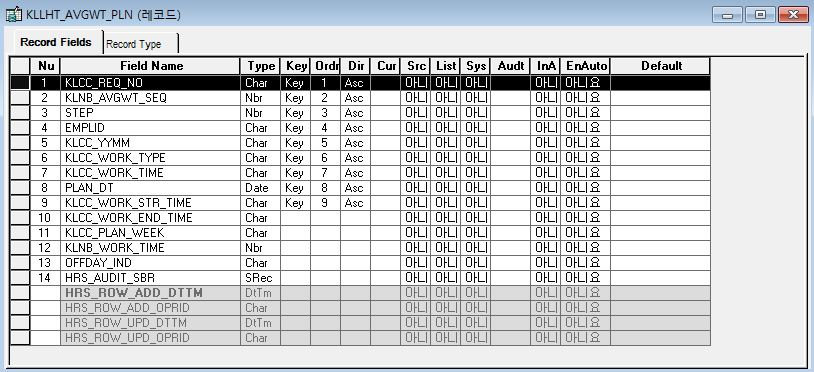 KLLHT_AVGWT_PLN (레코드)
Record Fields Record Type
Nu Field Name Type Key Ordr Dir Cur Src List Sys Audt InA EnAuto Default
1 KLCC_REQ_NO Char Key 1 Asc 아니 아니 아니 아니 아니요
2 KLNB_AVGWT_SEQ Nbr Key 2 Asc 아니 아니 아니 아니 아니요
3 STEP Nbr Key 3 Asc 아니 아니 아니 아니 아니요
4 EMPLID Char Key 4 Asc 아니 아니 아니 아니 아니요
5 KLCC_YYMM Char Key 5 Asc 아니 아니 아니 아니 아니요
6 KLCC_WORK_TYPE Char Key 6 Asc 아니 아니 아니 아니 아니요
7 KLCC_WORK_TIME Char Key 7 Asc 아니 아니 아니 아니 아니요
8 PLAN_DT Date Key 8 Asc 아니 아니 아니 아니 아니요
9 KLCC_WORK_STR_TIME Char Key 9 Asc 아니 아니 아니 아니 아니요
10 KLCC_WORK_END_TIME Char 아니 아니 아니 아니 아니요
11 KLCC_PLAN_WEEK Char 아니 아니 아니 아니 아니요
12 KLNB_WORK_TIME Nbr 아니 아니 아니 아니 아니요
13 OFFDAY_IND Char 아니 아니 아니 아니 아니요
14 HRS_AUDIT_SBR SRec 아니 아니 아니 아니 아니요
HRS_ROW_ADD_DTTM DtTm 아니 아니 아니 아니 아니요
HRS_ROW_ADD_OPRID Char 아니 아니 아니 아니 아니요
HRS_ROW_UPD_DTTM DtTm 아니 아니 아니 아니 아니요
HRS_ROW_UPD_OPRID Char 아니 아니 아니 아니 아니요